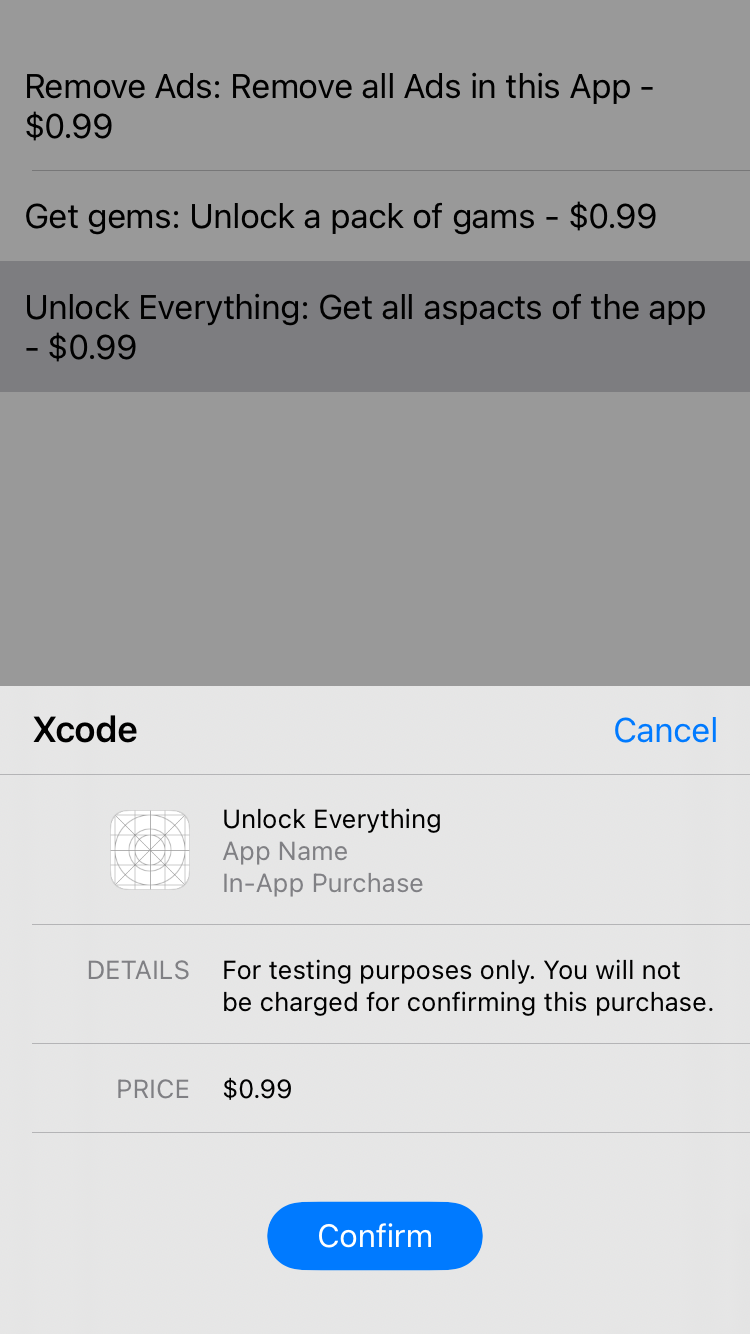 Remove Ads: Remove all Ads in this App -
$0.99
Get gems: Unlock a pack of gams - $0.99
Unlock Everything: Get all aspacts of the app
- $0.99
Xcode
Cancel
Unlock Everything
App Name
In-App Purchase
DETAILS
For testing purposes only. You will not
be charged for confirming this purchase.
PRICE
$0.99
Confirm